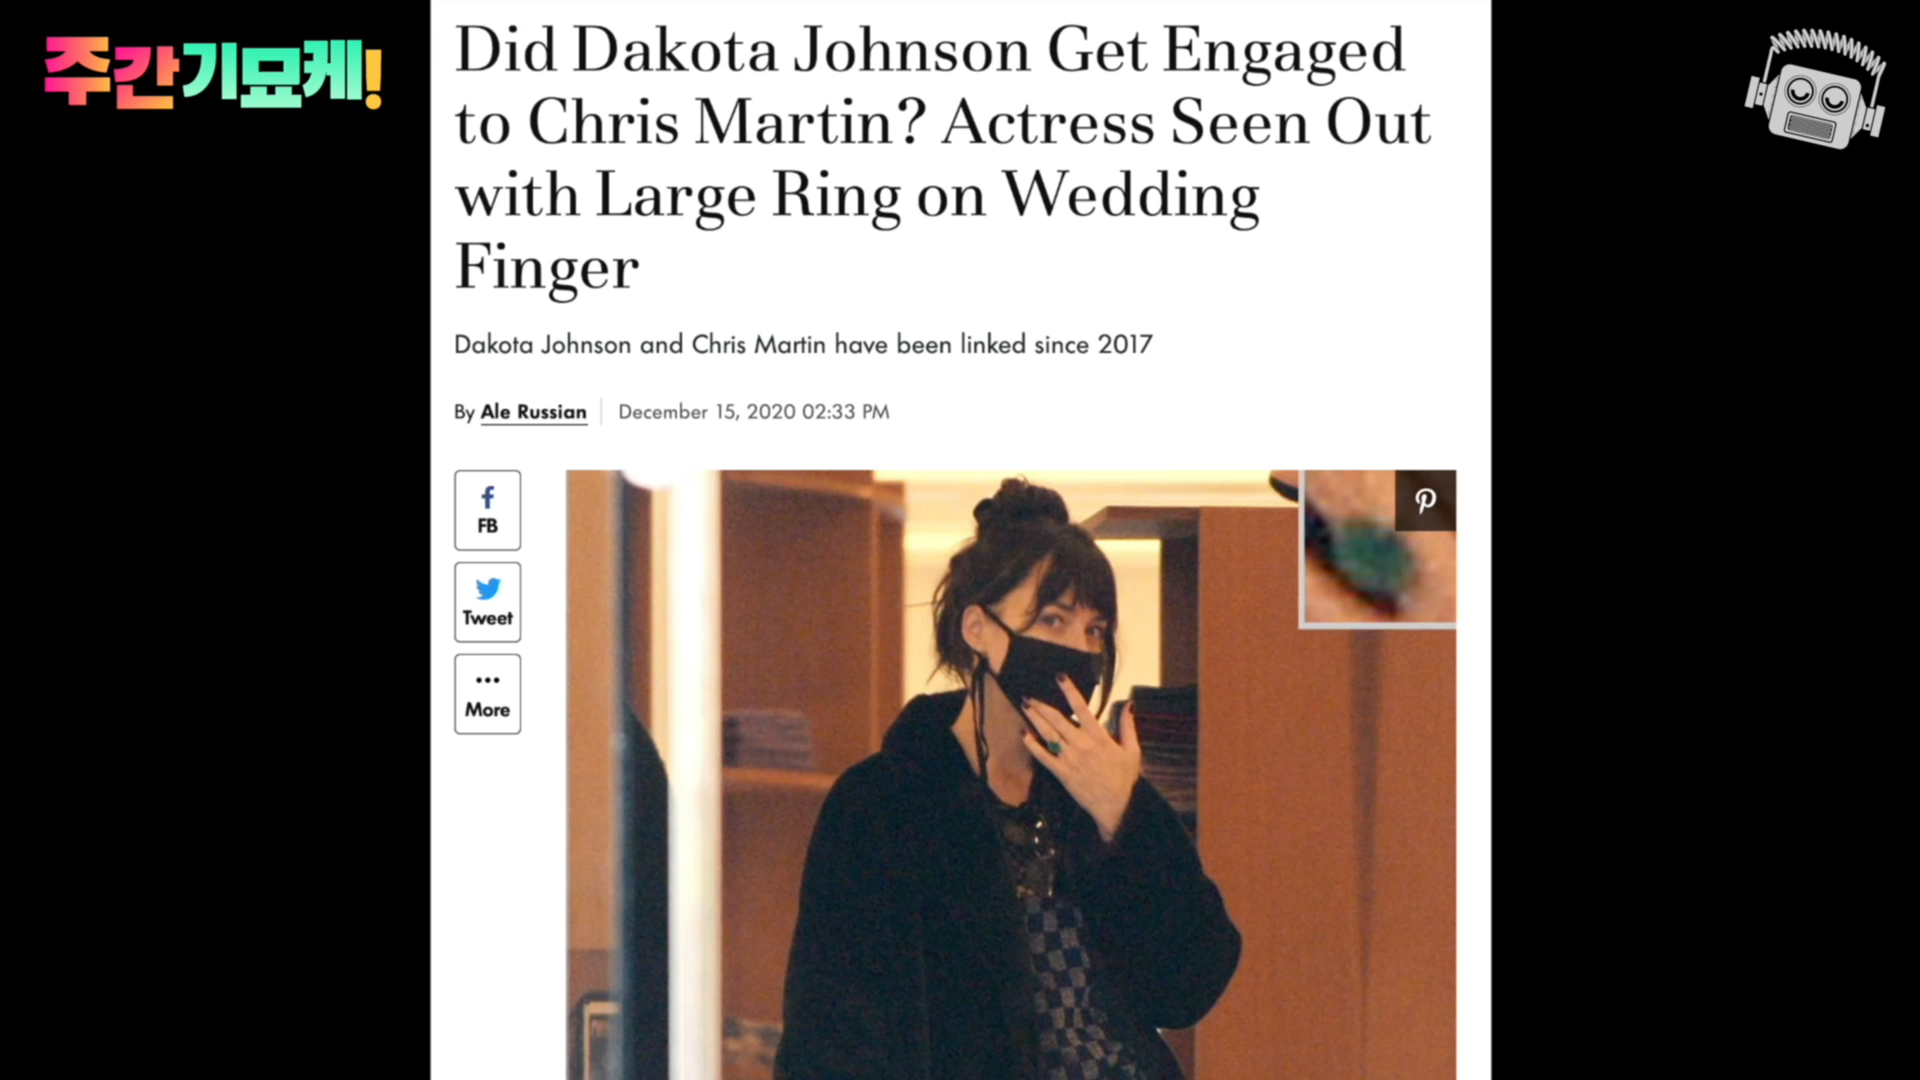 주간기묘케!
Did Dakota Johnson Get Engaged
to Chris Martin? Actress Seen Out
with Large Ring on Wedding
Finger
Dakota Johnson and Chris Martin have been linked since 2017
By Ale Russian
December 15, 2020 02:33 PM
FB
Tweet
More